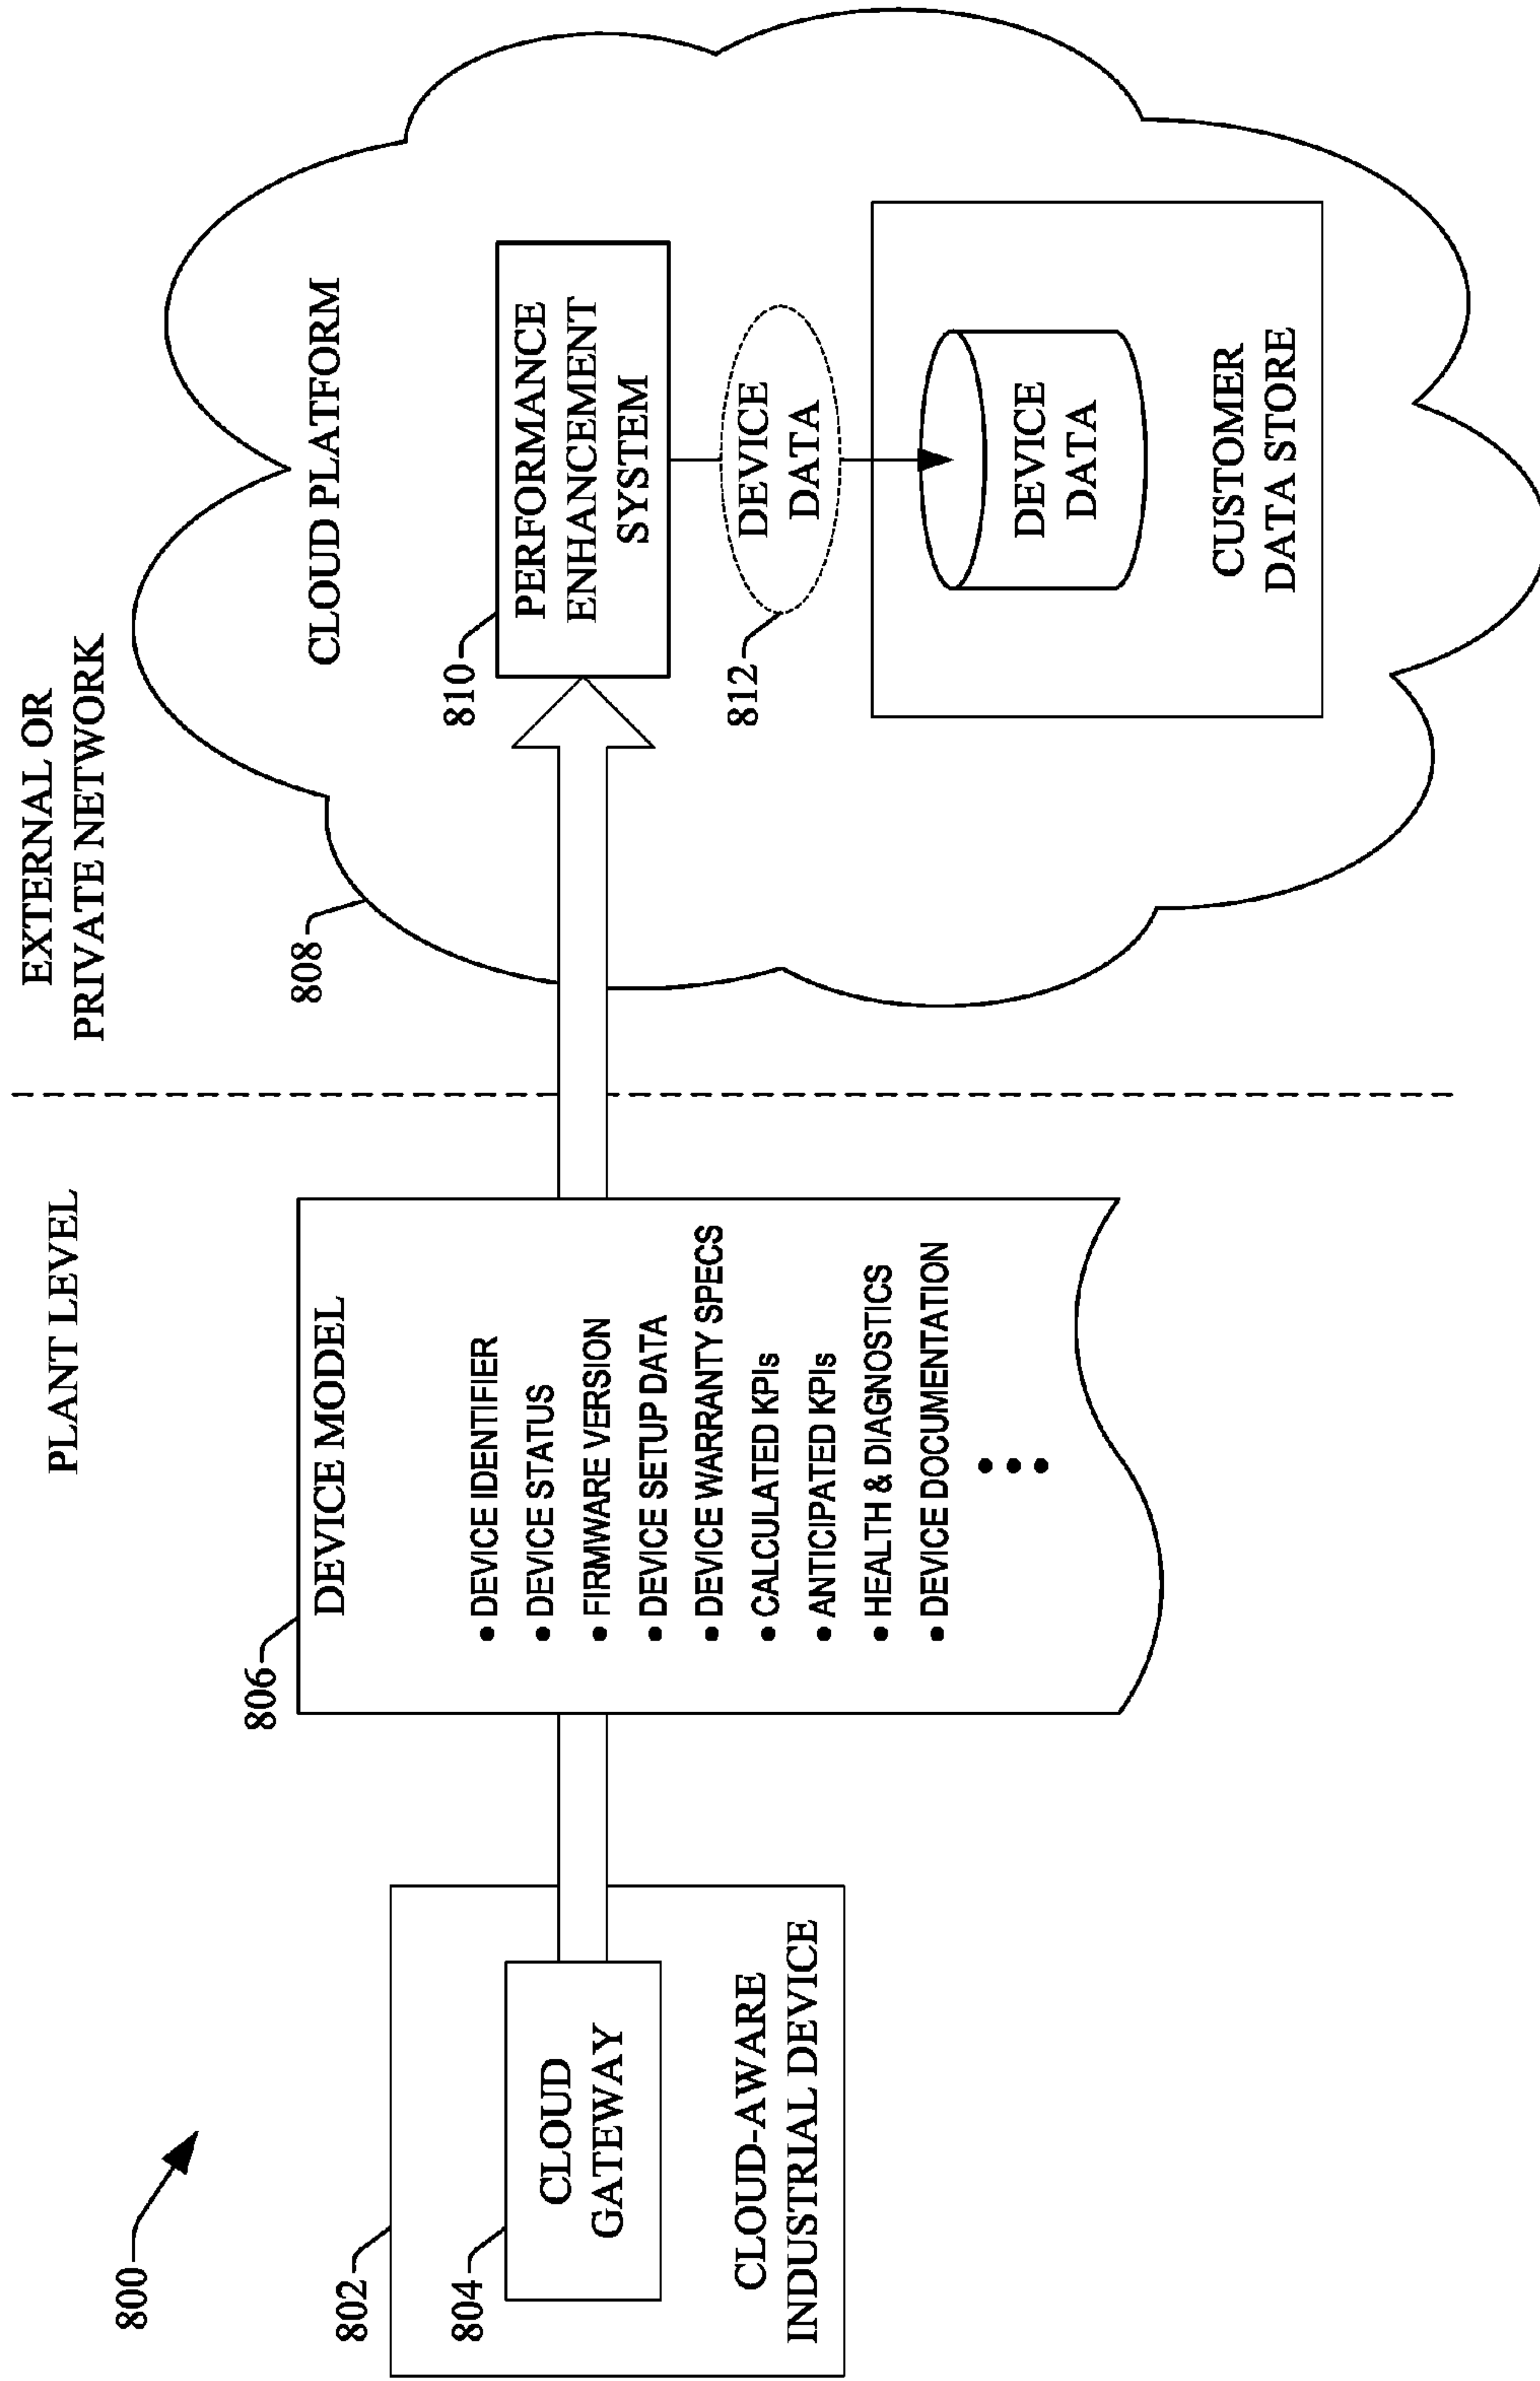 800
PLANT LEVEL
EXTERNAL OR
PRIVATE NETWORK
802
804
CLOUD
GATEWAY
CLOUD-AWARE
INDUSTRIAL DEVICE
806
DEVICE MODEL
• DEVICE IDENTIFIER
• DEVICE STATUS
• FIRMWARE VERSION
• DEVICE SETUP DATA
• DEVICE WARRANTY SPECS
• CALCULATED KPIs
• ANTICIPATED KPIs
• HEALTH & DIAGNOSTICS
• DEVICE DOCUMENTATION
808
CLOUD PLATFORM
810
PERFORMANCE
ENHANCEMENT
SYSTEM
812
DEVICE
DATA
DEVICE
DATA
CUSTOMER
DATA STORE